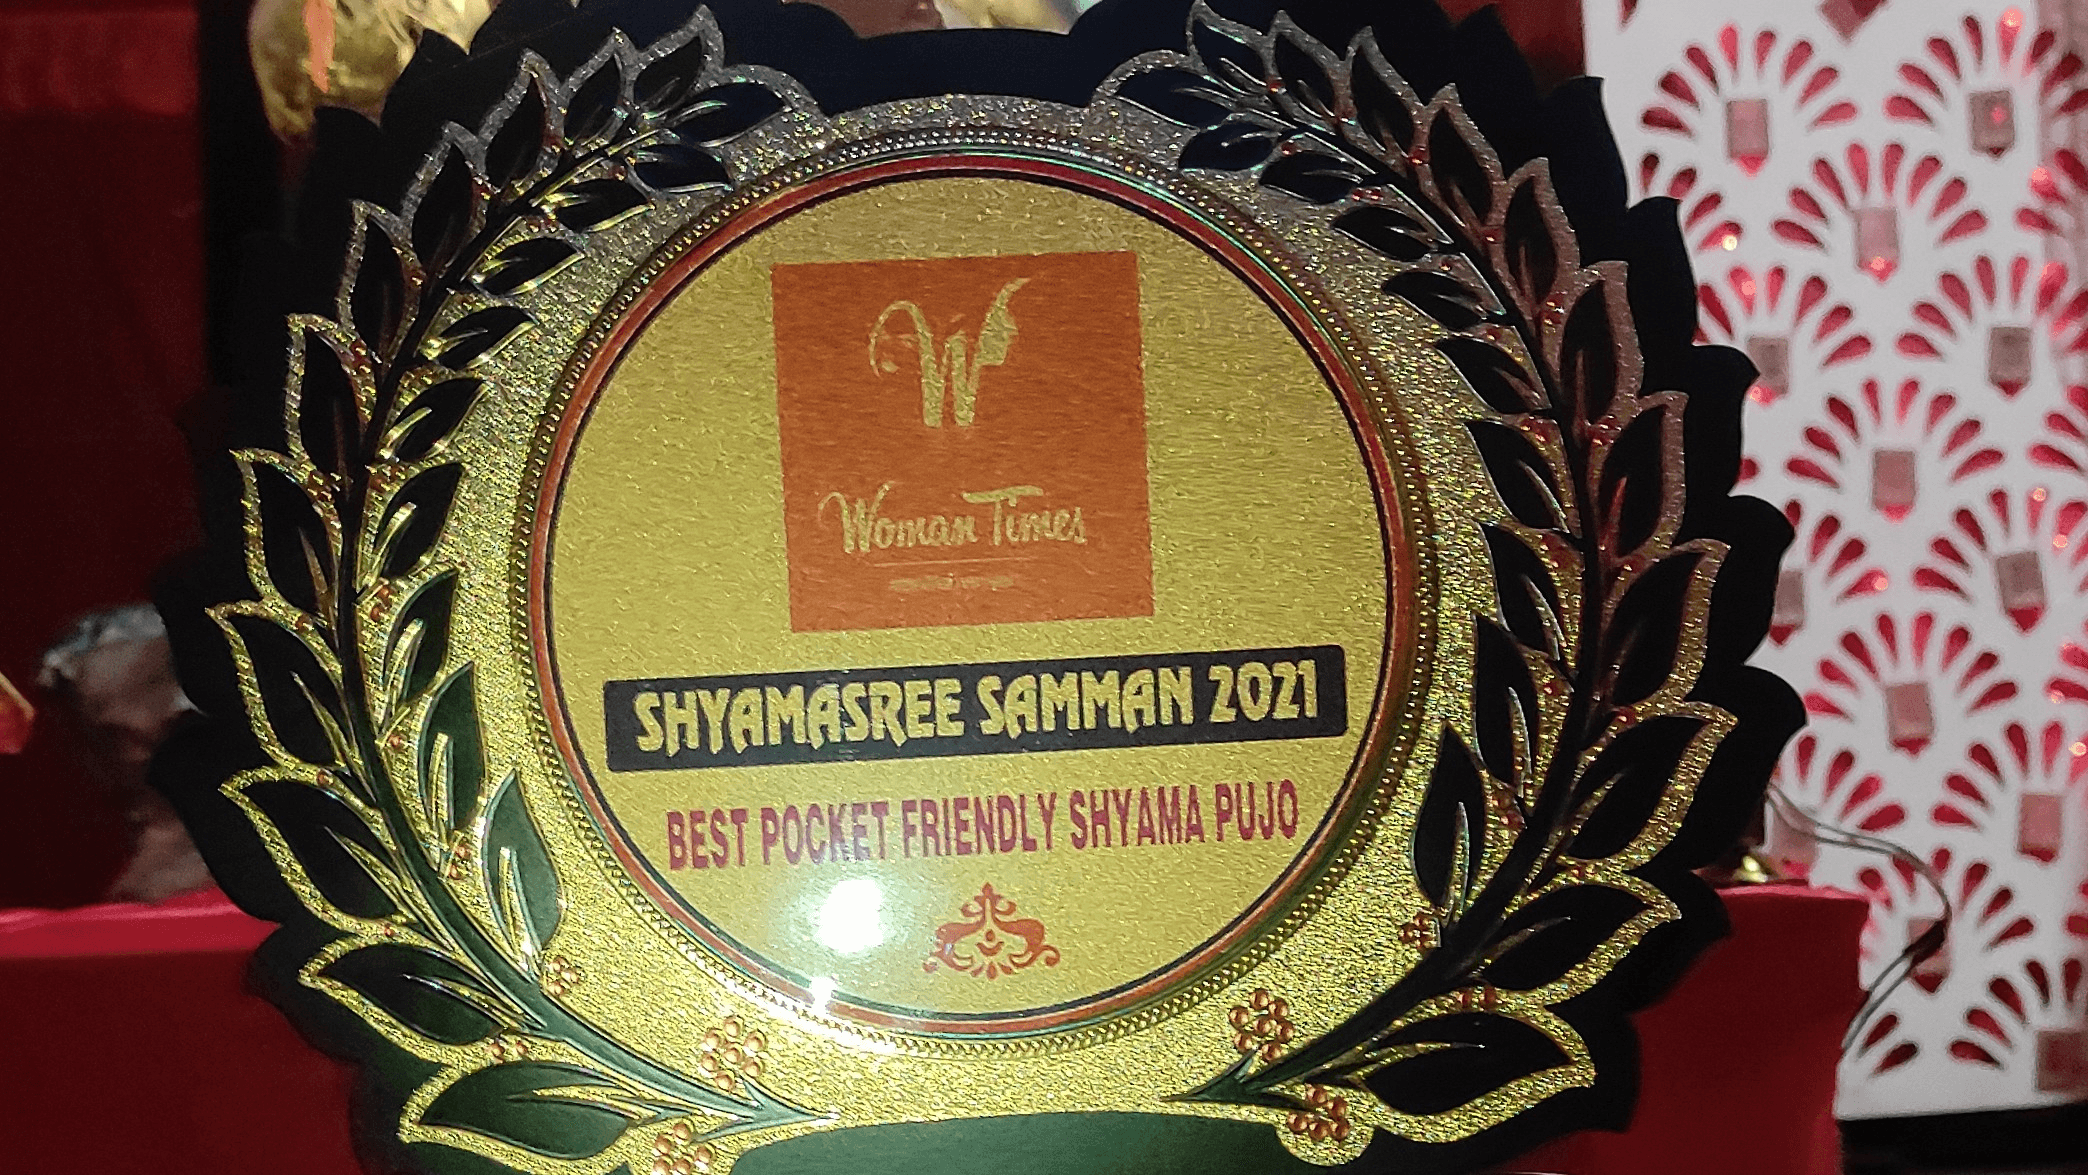 W
Woman Times
SHYAMASREE SAMMAN 2021
BEST POCKET FRIENDLY SHYAMA PUJO